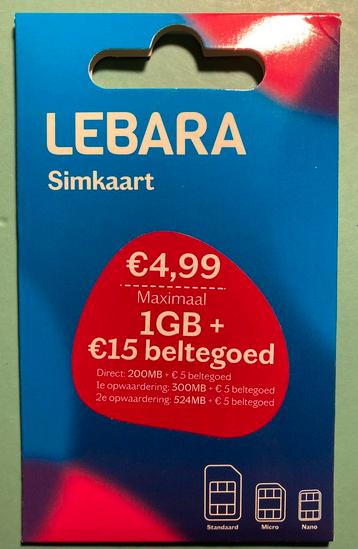 LEBARA
Simkaart
€4,99
Maximaal
1GB +
€15 beltegoed
Direct: 200MB + € 5 beltegoed
1e opwaardering: 300MB + € 5 beltegoed
2e opwaardering: 524MB + € 5 beltegoed
Standaard Micro Nano